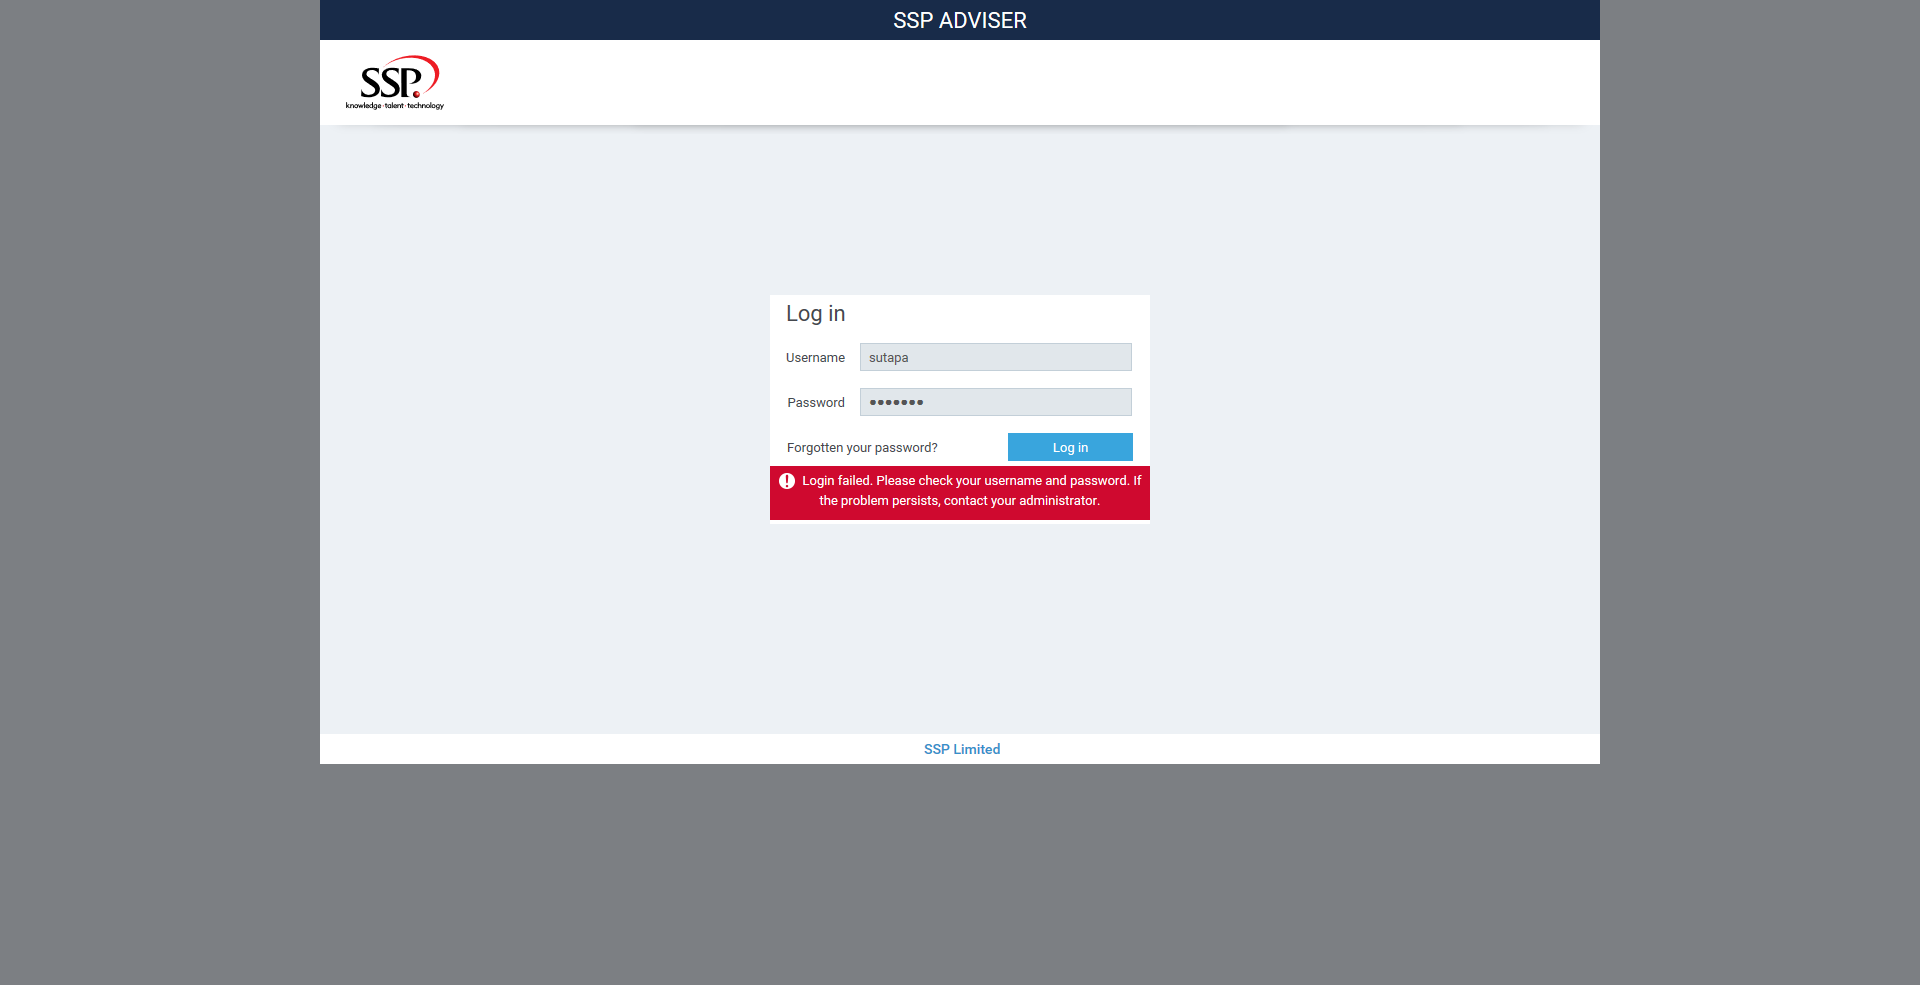 SSP ADVISER
SSP.
knowledge·talent·technology
Log in
Username
sutapa
Password
•••••••
Forgotten your password?
Log in
Login failed. Please check your username and password. If
the problem persists, contact your administrator.
SSP Limited